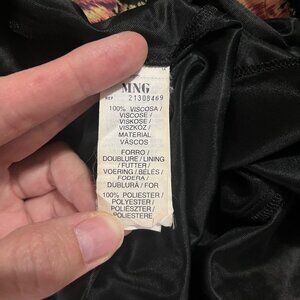 MNG
REF 21308469
100% VISCOSA /
VISCOSE /
VISKOSE /
VISZKÓZ /
MATERIAL
VÁSCOS
FORRO /
DOUBLURE / LINING
/ FUTTER /
VOERING / BÉLÉS /
FODERA /
DUBLURĂ / FOR
100% POLIESTER /
POLYESTER /
POLIÉSZTER /
POLIESTERE